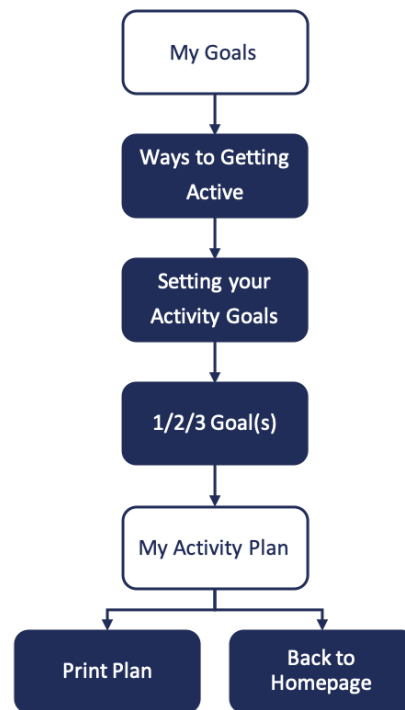 My Goals
Ways to Getting
Active
Setting your
Activity Goals
1/2/3 Goal(s)
My Activity Plan
Print Plan
Back to
Homepage